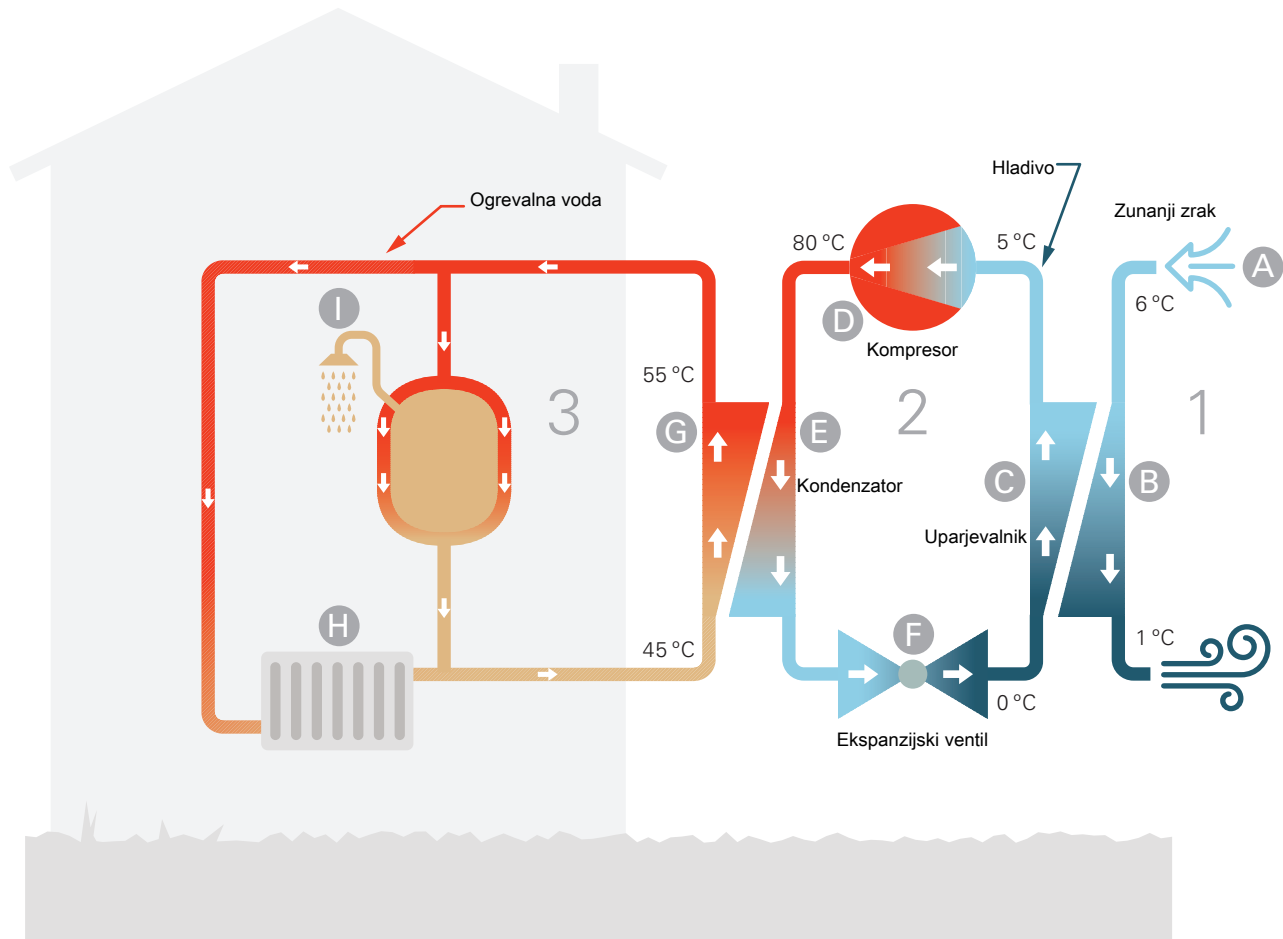 Hladivo
Ogrevalna voda
Zunanji zrak
80 °C
5 °C
A
6 °C
I
D
Kompresor
55 °C
3
2
1
G
E
C
B
Kondenzator
Uparjevalnik
H
F
45 °C
1 °C
0 °C
Ekspanzijski ventil